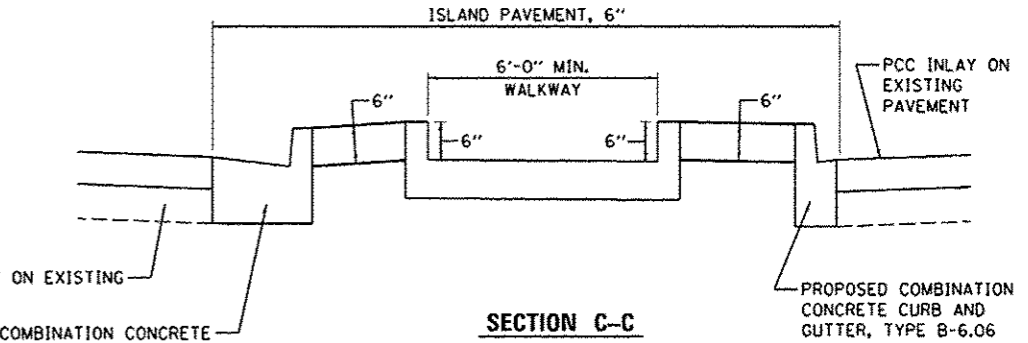 ISLAND PAVEMENT, 6"
6'-0" MIN.
WALKWAY
6"
6"
6"
6"
PCC INLAY ON
EXISTING
PAVEMENT
ON EXISTING
COMBINATION CONCRETE
SECTION C-C
PROPOSED COMBINATION
CONCRETE CURB AND
GUTTER, TYPE B-6.06